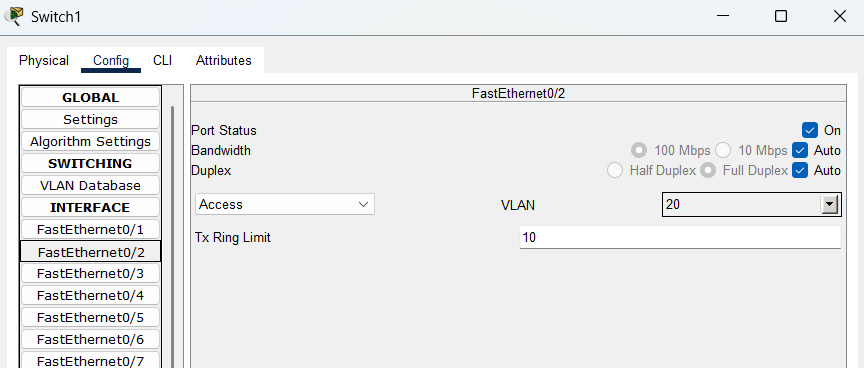 Switch1
Physical Config CLI Attributes
GLOBAL
Settings
Algorithm Settings
SWITCHING
VLAN Database
INTERFACE
FastEthernet0/1
FastEthernet0/2
FastEthernet0/3
FastEthernet0/4
FastEthernet0/5
FastEthernet0/6
FastEthernet0/7
FastEthernet0/2
Port Status On
Bandwidth 100 Mbps 10 Mbps Auto
Duplex Half Duplex Full Duplex Auto
Access VLAN 20
Tx Ring Limit 10